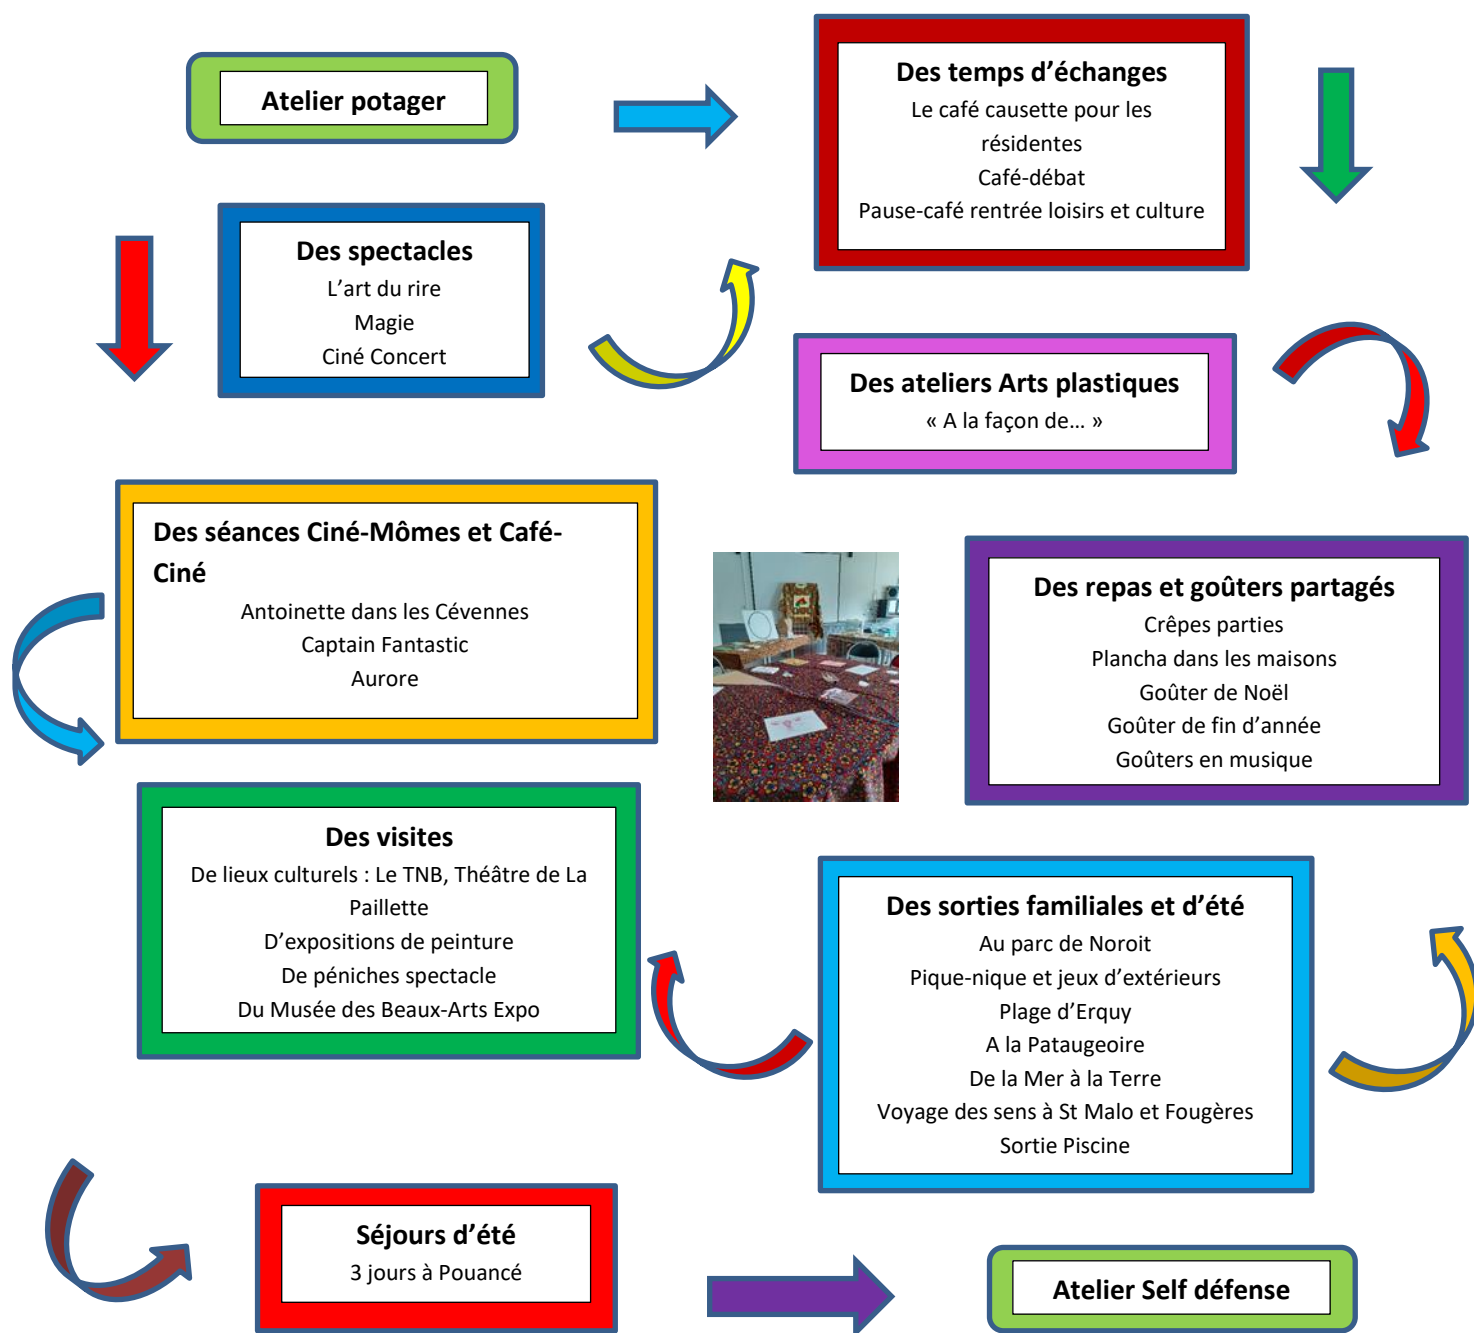 Atelier potager
Des temps d’échanges
Le café causette pour les
résidentes
Café-débat
Pause-café rentrée loisirs et culture
Des spectacles
L’art du rire
Magie
Ciné Concert
Des ateliers Arts plastiques
« A la façon de… »
Des séances Ciné-Mômes et Café-
Ciné
Antoinette dans les Cévennes
Captain Fantastic
Aurore
Des repas et goûters partagés
Crêpes parties
Plancha dans les maisons
Goûter de Noël
Goûter de fin d’année
Goûters en musique
Des visites
De lieux culturels : Le TNB, Théâtre de La
Paillette
D’expositions de peinture
De péniches spectacle
Du Musée des Beaux-Arts Expo
Des sorties familiales et d’été
Au parc de Noroit
Pique-nique et jeux d’extérieurs
Plage d’Erquy
A la Pataugeoire
De la Mer à la Terre
Voyage des sens à St Malo et Fougères
Sortie Piscine
Séjours d’été
3 jours à Pouancé
Atelier Self défense